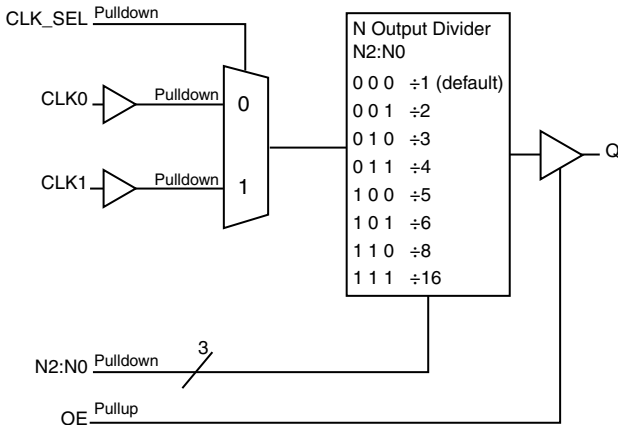 CLK_SEL Pulldown
CLK0 Pulldown
0
CLK1 Pulldown
1
N Output Divider
N2:N0
0 0 0 ÷1 (default)
0 0 1 ÷2
0 1 0 ÷3
0 1 1 ÷4
1 0 0 ÷5
1 0 1 ÷6
1 1 0 ÷8
1 1 1 ÷16
Q
N2:N0 Pulldown
3
OE Pullup